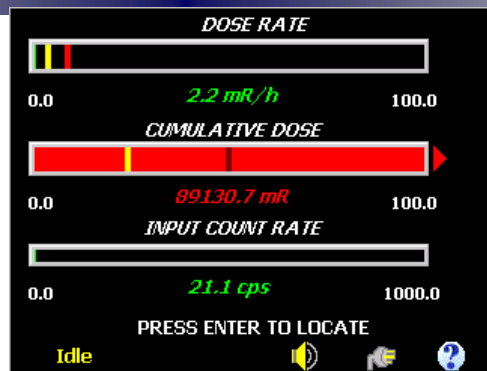 DOSE RATE
0.0 2.2 mR/h 100.0
CUMULATIVE DOSE
0.0 89130.7 mR 100.0
INPUT COUNT RATE
0.0 21.1 cps 1000.0
PRESS ENTER TO LOCATE
Idle ?